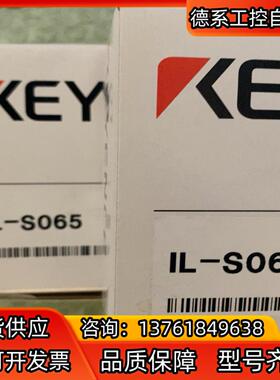 德系工控自
KEY
KE
IL-S065
IL-S06
货供应
咨询：13761849638
可开发票
品质保障
型号齐